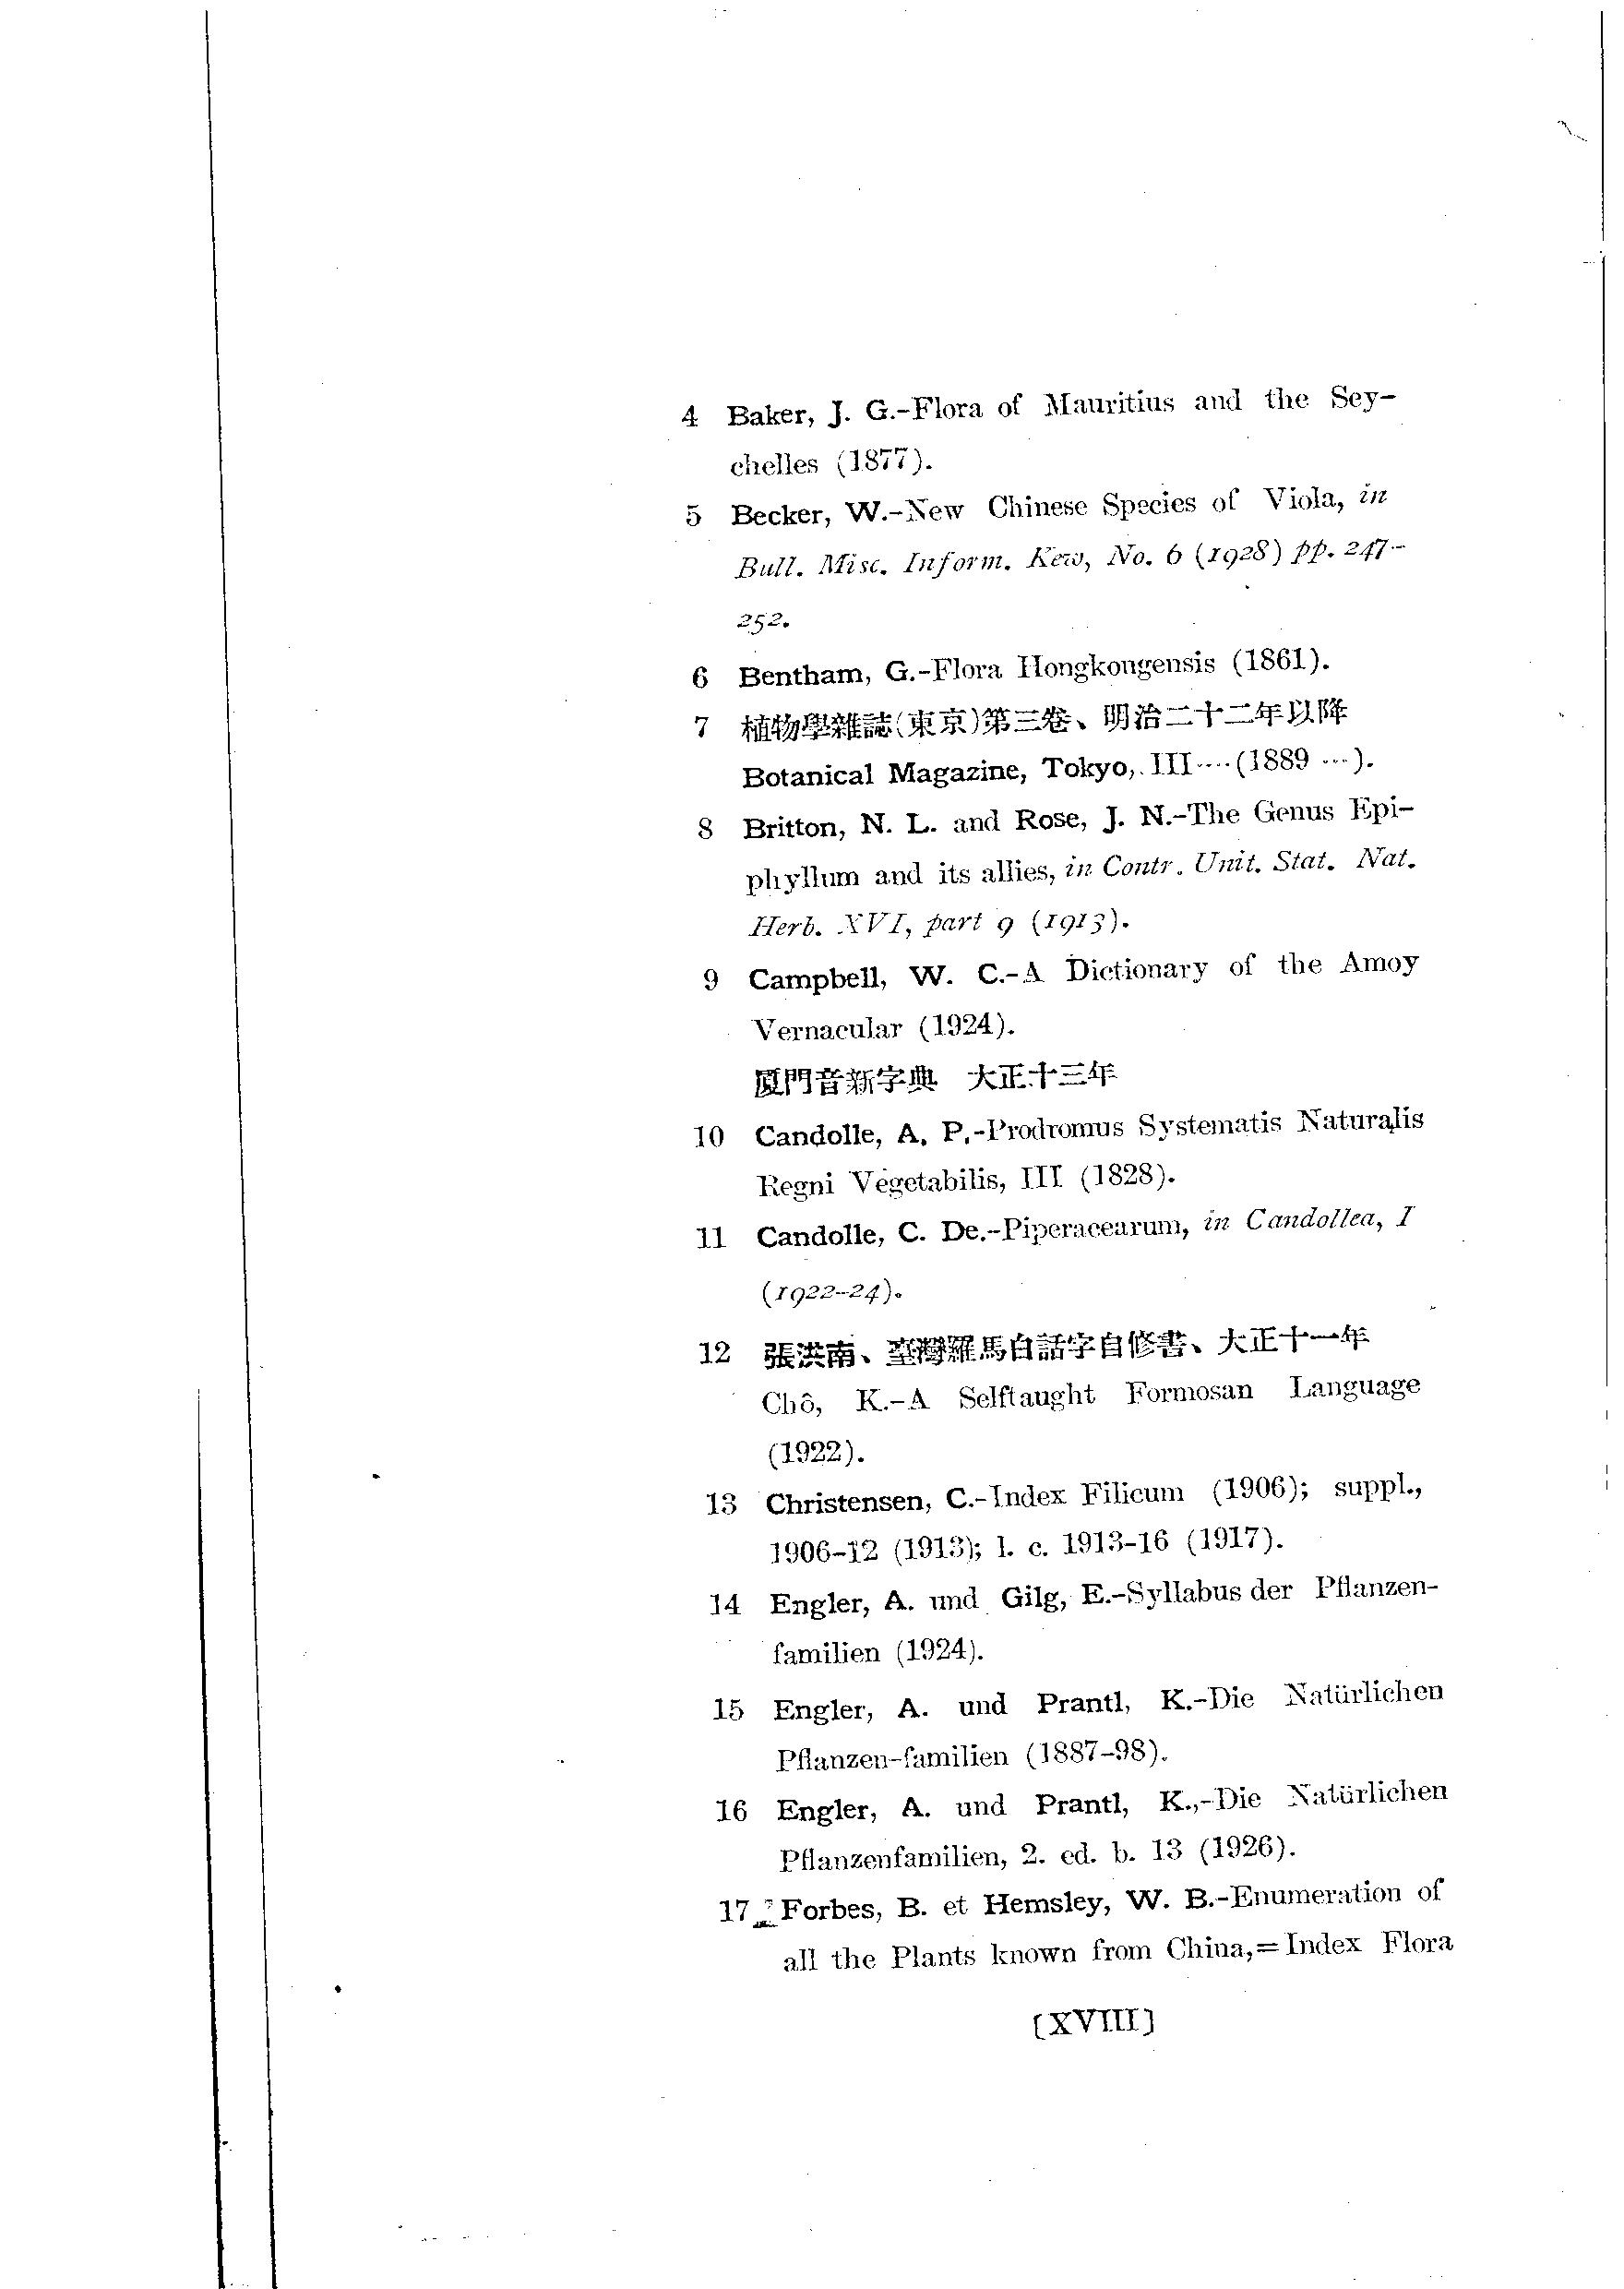 4 Baker, J. G.-Flora of Mauritius and the Sey-
chelles (1877).
5 Becker, W.-New Chinese Species of Viola, in
Bull. Misc. Inform. Kew, No. 6 (1928) pp. 247-
252.
6 Bentham, G.-Flora Hongkongensis (1861).
7 植物學雜誌(東京)第三卷、明治二十二年以降
Botanical Magazine, Tokyo, III····(1889 ···).
8 Britton, N. L. and Rose, J. N.-The Genus Epi-
phyllum and its allies, in Contr. Unit. Stat. Nat.
Herb. XVI, part 9 (1913).
9 Campbell, W. C.-A Dictionary of the Amoy
Vernacular (1924).
厦門音新字典 大正十三年
10 Candolle, A. P.-Prodromus Systematis Naturalis
Regni Vegetabilis, III (1828).
11 Candolle, C. De.-Piperacearum, in Candollea, I
(1922-24).
12 張洪南、臺灣羅馬白話字自修書、大正十一年
Chô, K.-A Selftaught Formosan Language
(1922).
13 Christensen, C.-Index Filicum (1906); suppl.,
1906-12 (1913); l. c. 1913-16 (1917).
14 Engler, A. und Gilg, E.-Syllabus der Pflanzen-
familien (1924).
15 Engler, A. und Prantl, K.-Die Natürlichen
Pflanzen-familien (1887-98).
16 Engler, A. und Prantl, K.,-Die Natürlichen
Pflanzenfamilien, 2. ed. b. 13 (1926).
17 Forbes, B. et Hemsley, W. B.-Enumeration of
all the Plants known from China,=Index Flora
(XVIII)